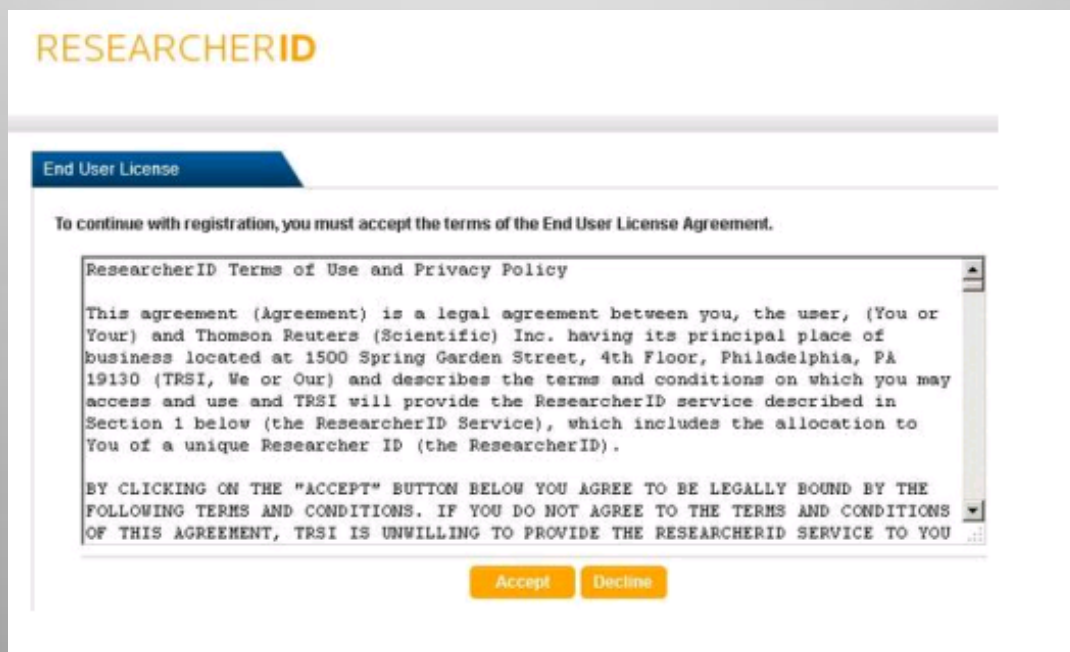 RESEARCHERID
End User License
To continue with registration, you must accept the terms of the End User License Agreement.
ResearcherID Terms of Use and Privacy Policy
This agreement (Agreement) is a legal agreement between you, the user, (You or
Your) and Thomson Reuters (Scientific) Inc. having its principal place of
business located at 1500 Spring Garden Street, 4th Floor, Philadelphia, PA
19130 (TRSI, We or Our) and describes the terms and conditions on which you may
access and use and TRSI will provide the ResearcherID service described in
Section 1 below (the ResearcherID Service), which includes the allocation to
You of a unique Researcher ID (the ResearcherID).
BY CLICKING ON THE "ACCEPT" BUTTON BELOW YOU AGREE TO BE LEGALLY BOUND BY THE
FOLLOWING TERMS AND CONDITIONS. IF YOU DO NOT AGREE TO THE TERMS AND CONDITIONS
OF THIS AGREEMENT, TRSI IS UNWILLING TO PROVIDE THE RESEARCHERID SERVICE TO YOU
Accept Decline